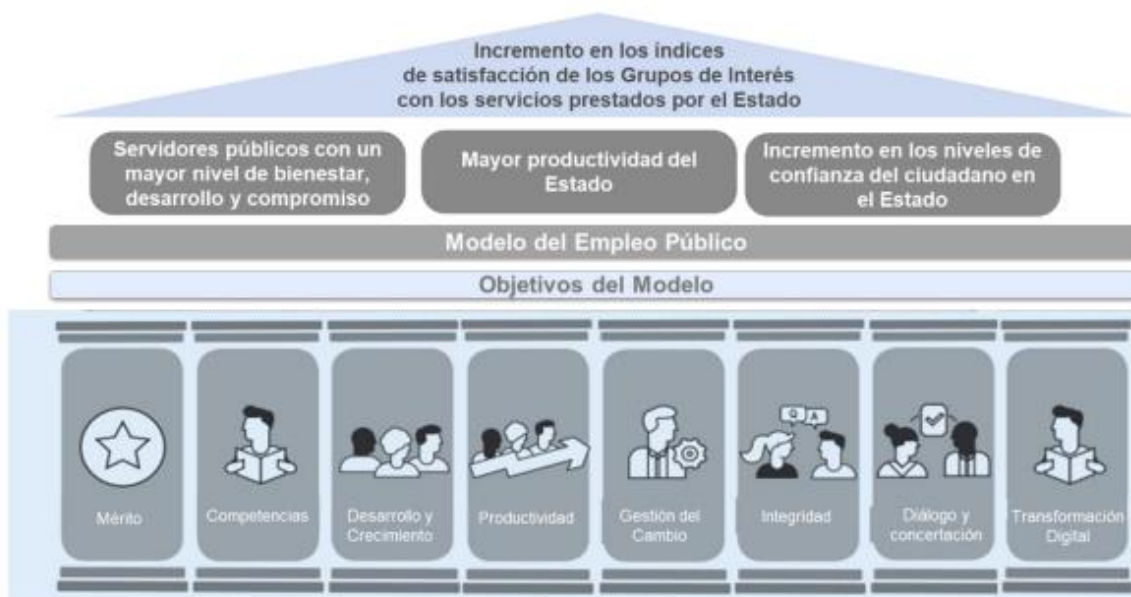 Incremento en los índices
de satisfacción de los Grupos de Interés
con los servicios prestados por el Estado
Servidores públicos con un
mayor nivel de bienestar,
desarrollo y compromiso
Mayor productividad del
Estado
Incremento en los niveles de
confianza del ciudadano en
el Estado
Modelo del Empleo Público
Objetivos del Modelo
Q A
Mérito
Competencias
Desarrollo y
Crecimiento
Productividad
Gestión del
Cambio
Integridad
Diálogo y
concertación
Transformación
Digital